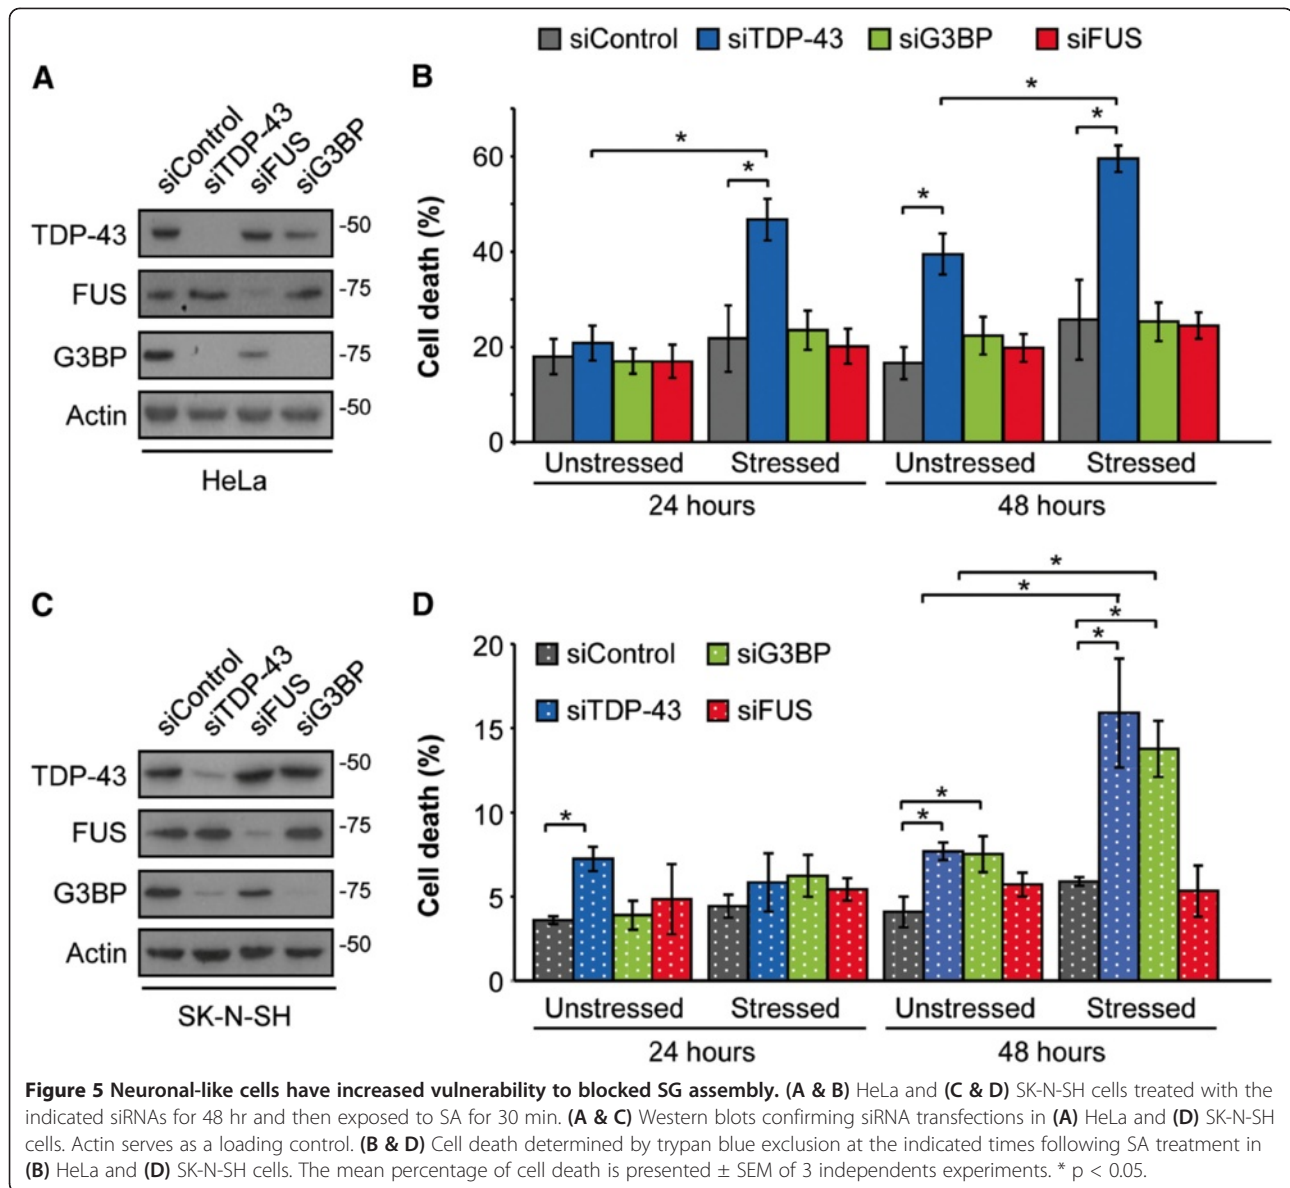 siControl siTDP-43 siG3BP siFUS
A
siControl siTDP-43 siFUS siG3BP
TDP-43 -50
FUS -75
G3BP -75
Actin -50
HeLa
B
Cell death (%)
60
40
20
0
* * * * *
Unstressed Stressed Unstressed Stressed
24 hours 48 hours
C
siControl siTDP-43 siFUS siG3BP
TDP-43 -50
FUS -75
G3BP -75
Actin -50
SK-N-SH
D
siControl siG3BP
siTDP-43 siFUS
Cell death (%)
20
15
10
5
0
* * * * * * *
Unstressed Stressed Unstressed Stressed
24 hours 48 hours
Figure 5 Neuronal-like cells have increased vulnerability to blocked SG assembly. (A & B) HeLa and (C & D) SK-N-SH cells treated with the
indicated siRNAs for 48 hr and then exposed to SA for 30 min. (A & C) Western blots confirming siRNA transfections in (A) HeLa and (D) SK-N-SH
cells. Actin serves as a loading control. (B & D) Cell death determined by trypan blue exclusion at the indicated times following SA treatment in
(B) HeLa and (D) SK-N-SH cells. The mean percentage of cell death is presented ± SEM of 3 independents experiments. * p < 0.05.